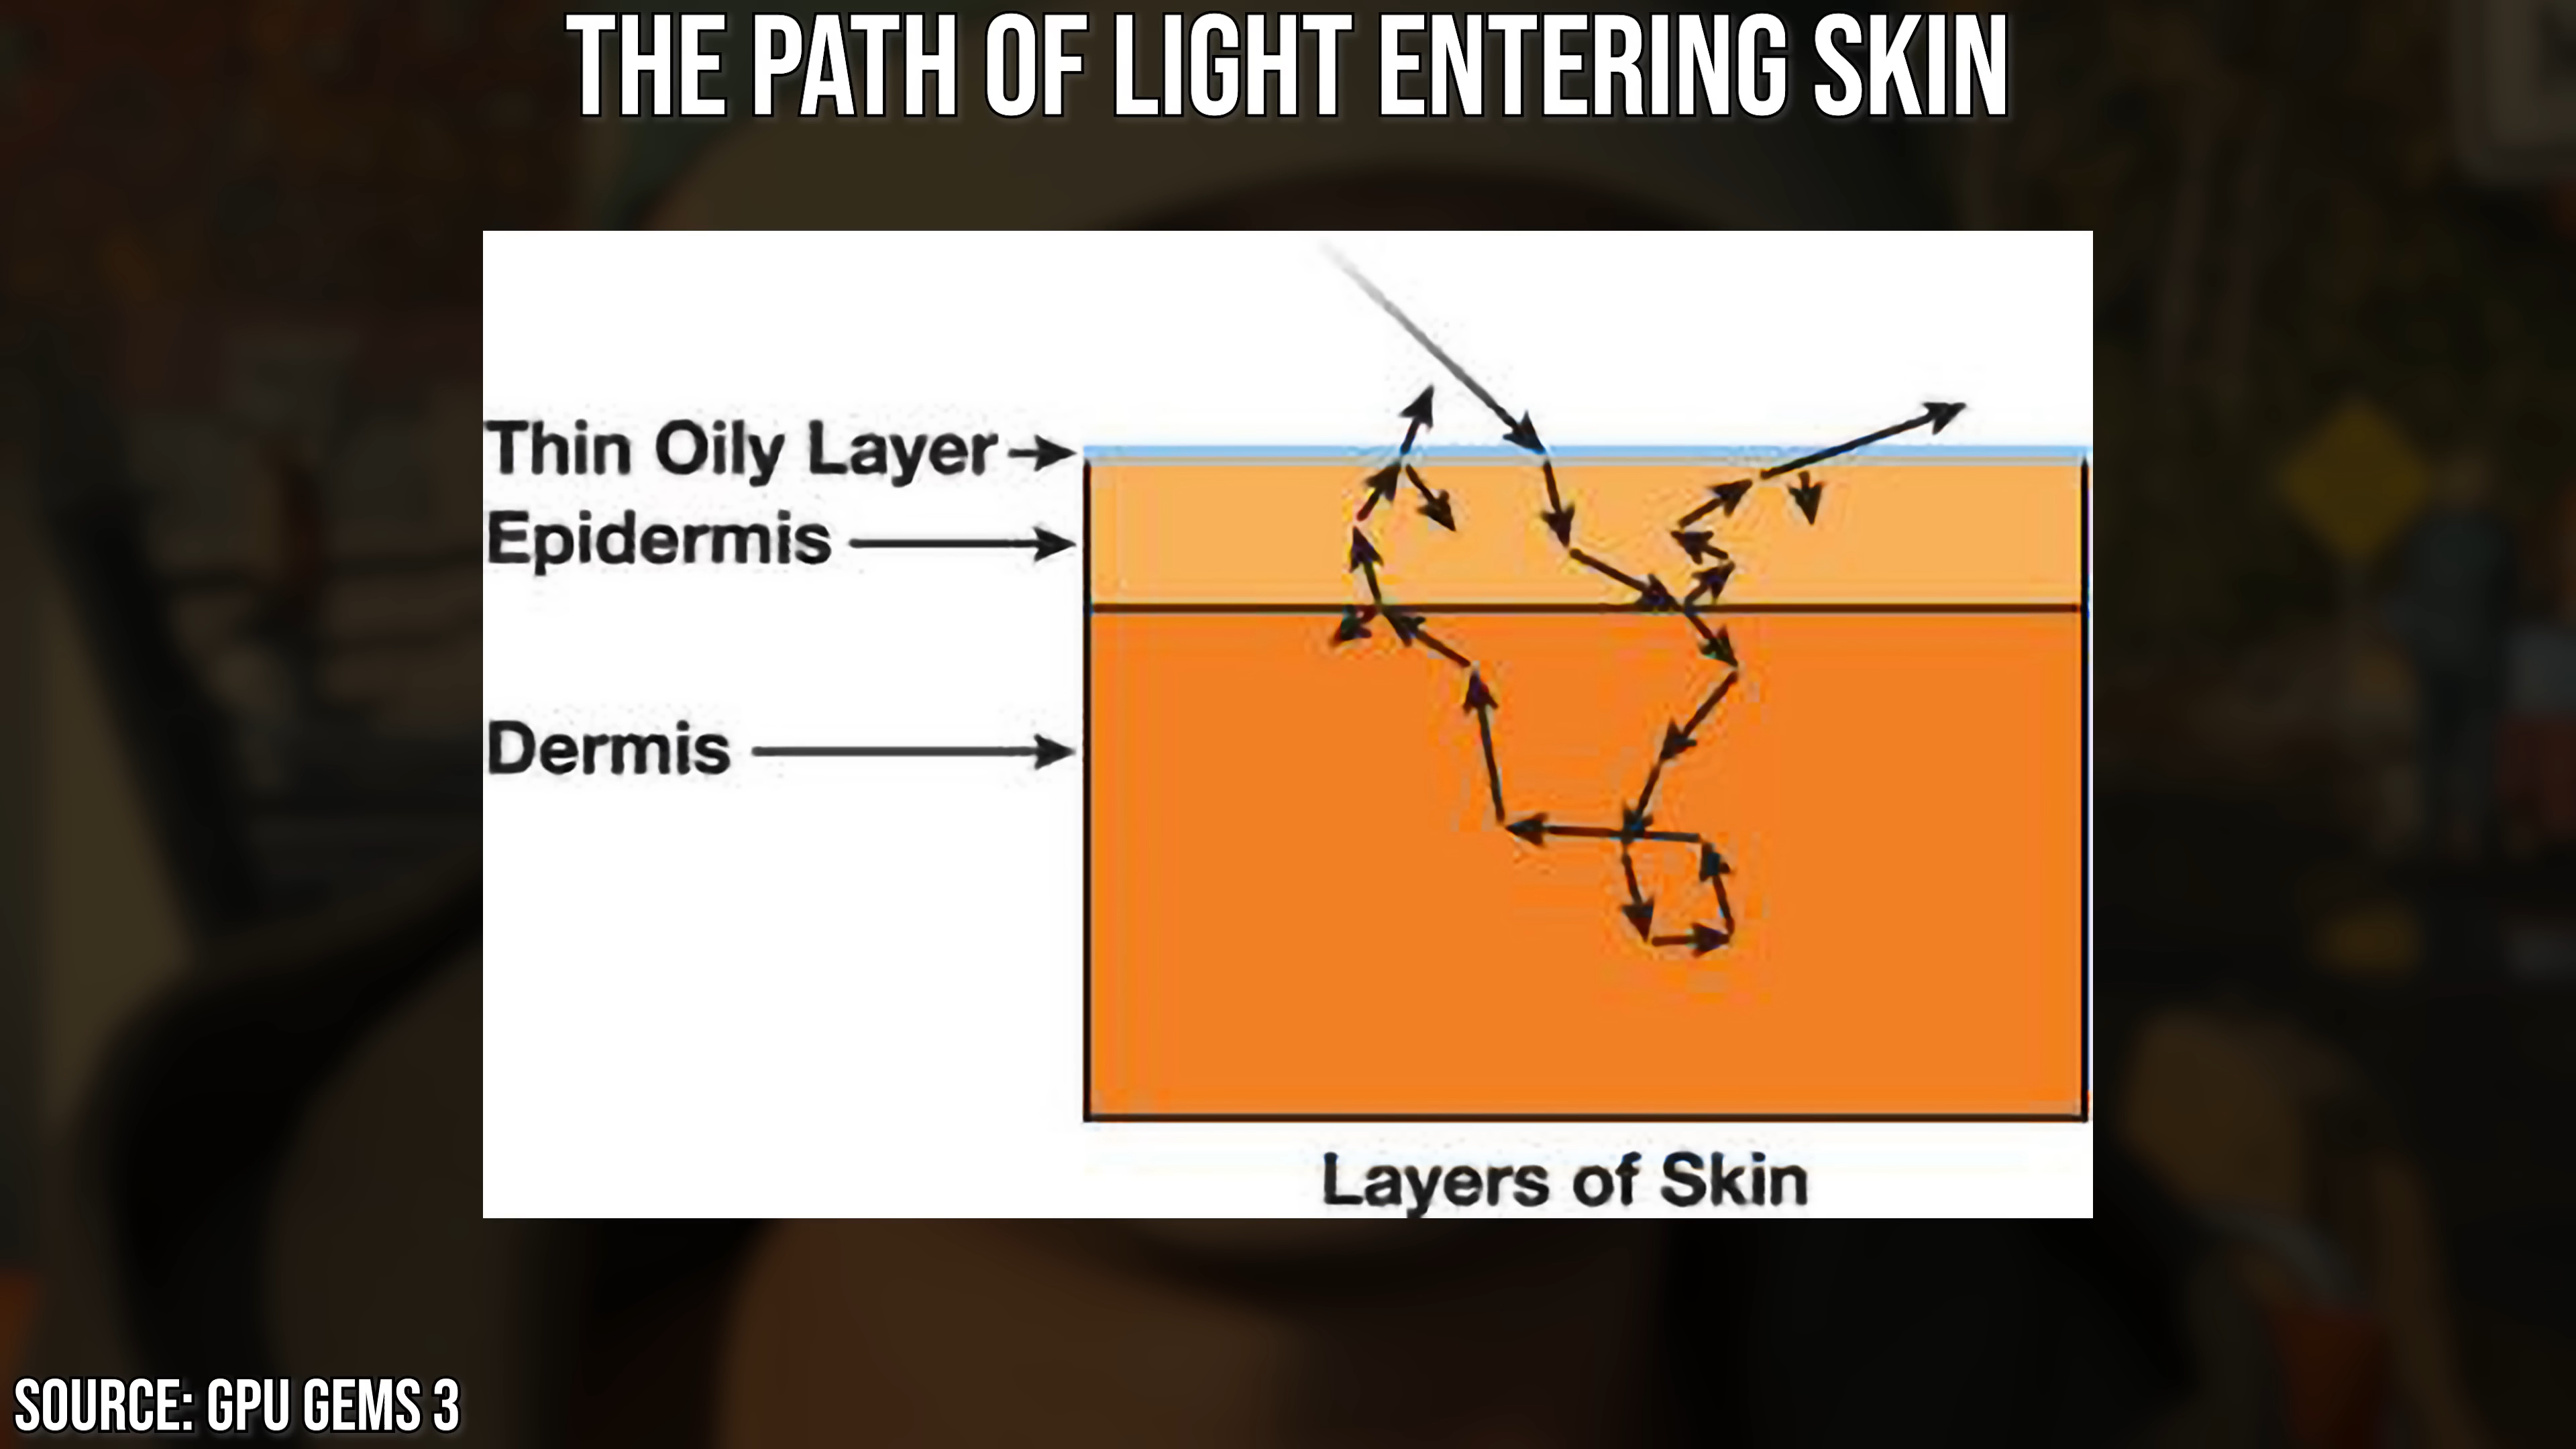 THE PATH OF LIGHT ENTERING SKIN
Thin Oily Layer
Epidermis
Dermis
Layers of Skin
SOURCE: GPU GEMS 3